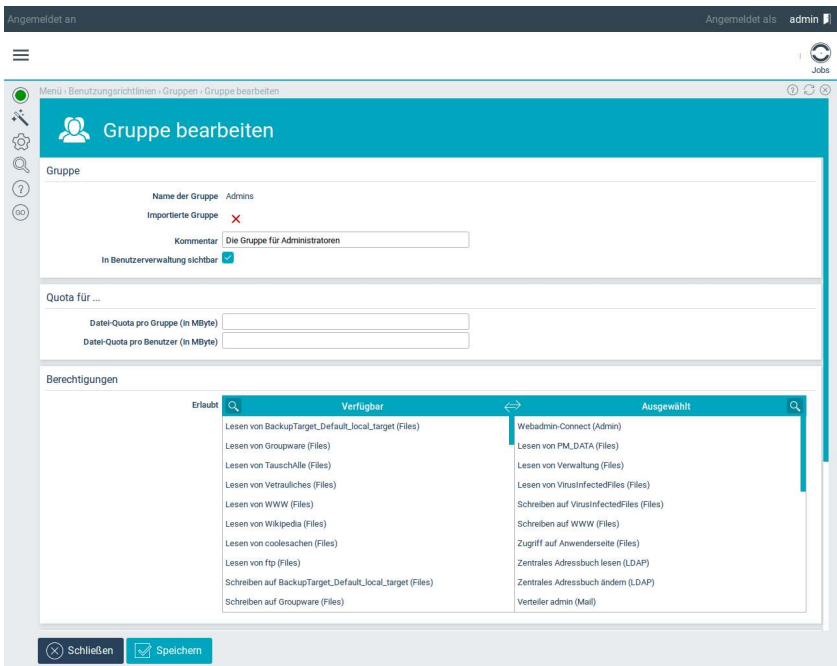 Angemeldet an
Angemeldet als admin
Jobs
Menü › Benutzungsrichtlinien › Gruppen › Gruppe bearbeiten
Gruppe bearbeiten
GO
Gruppe
Name der Gruppe Admins
Importierte Gruppe
Kommentar Die Gruppe für Administratoren
In Benutzerverwaltung sichtbar
Quota für ...
Datei-Quota pro Gruppe (in MByte)
Datei-Quota pro Benutzer (in MByte)
Berechtigungen
Erlaubt Verfügbar Ausgewählt
Lesen von BackupTarget_Default_local_target (Files) Webadmin-Connect (Admin)
Lesen von Groupware (Files) Lesen von PM_DATA (Files)
Lesen von TauschAlle (Files) Lesen von Verwaltung (Files)
Lesen von Vetrauliches (Files) Lesen von VirusInfectedFiles (Files)
Lesen von WWW (Files) Schreiben auf VirusInfectedFiles (Files)
Lesen von Wikipedia (Files) Schreiben auf WWW (Files)
Lesen von coolesachen (Files) Zugriff auf Anwenderseite (Files)
Lesen von ftp (Files) Zentrales Adressbuch lesen (LDAP)
Schreiben auf BackupTarget_Default_local_target (Files) Zentrales Adressbuch ändern (LDAP)
Schreiben auf Groupware (Files) Verteiler admin (Mail)
Schließen Speichern